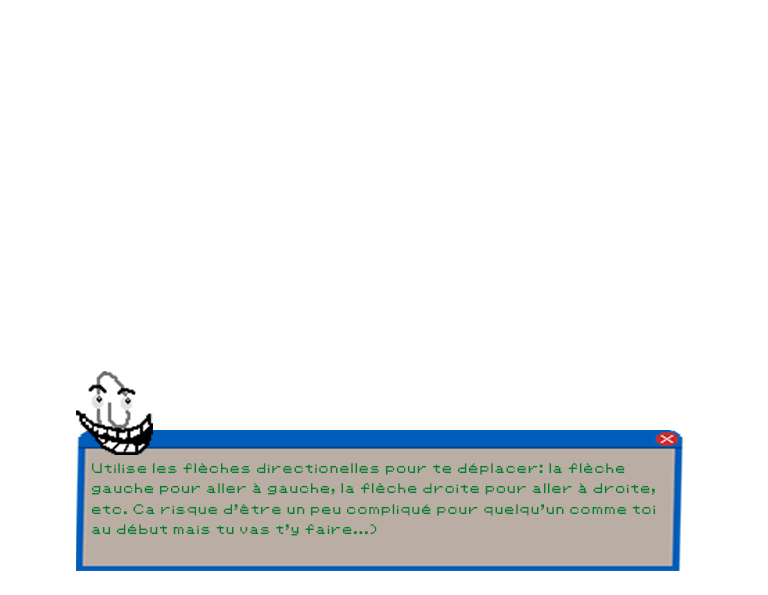 Utilise les flèches directionelles pour te déplacer: la flèche
gauche pour aller à gauche, la flèche droite pour aller à droite,
etc. Ca risque d'être un peu compliqué pour quelqu'un comme toi
au début mais tu vas t'y faire...)